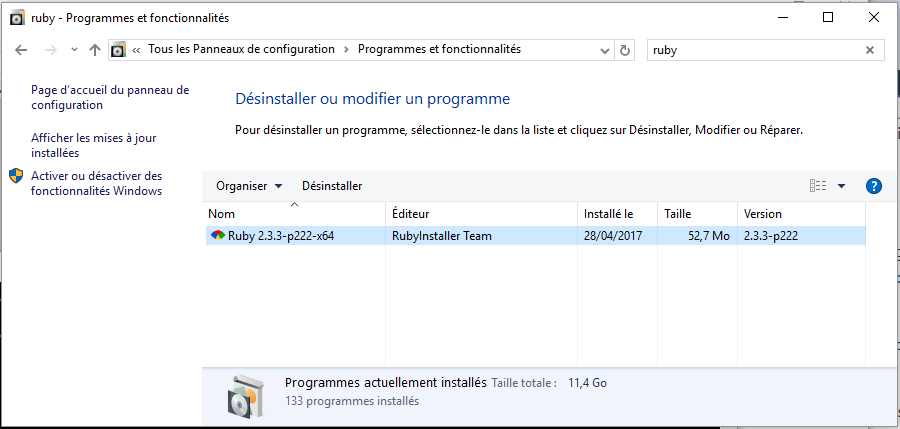 ruby - Programmes et fonctionnalités
« Tous les Panneaux de configuration > Programmes et fonctionnalités
ruby
Page d'accueil du panneau de
configuration
Afficher les mises à jour
installées
Activer ou désactiver des
fonctionnalités Windows
Désinstaller ou modifier un programme
Pour désinstaller un programme, sélectionnez-le dans la liste et cliquez sur Désinstaller, Modifier ou Réparer.
Organiser Désinstaller
Nom Éditeur Installé le Taille Version
Ruby 2.3.3-p222-x64 RubyInstaller Team 28/04/2017 52,7 Mo 2.3.3-p222
Programmes actuellement installés Taille totale : 11,4 Go
133 programmes installés